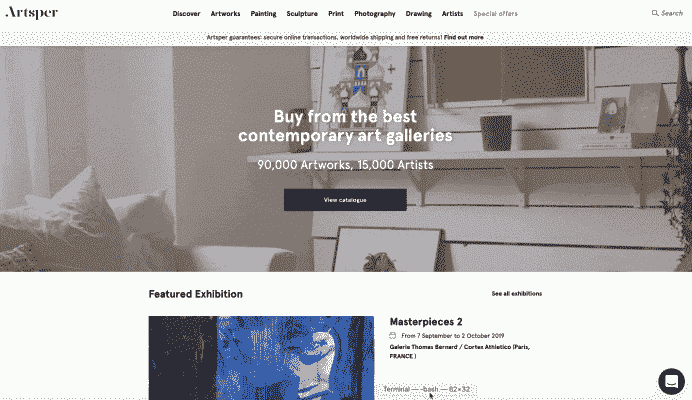 Artsper
Discover Artworks Painting Sculpture Print Photography Drawing Artists Special offers Search
Artsper guarantees: secure online transactions, worldwide shipping and free returns! Find out more
Buy from the best
contemporary art galleries
90,000 Artworks, 15,000 Artists
View catalogue
Featured Exhibition
See all exhibitions
Masterpieces 2
From 7 September to 2 October 2019
Galerie Thomas Bernard / Cortex Athletico (Paris,
FRANCE )
Terminal — -bash — 82×32